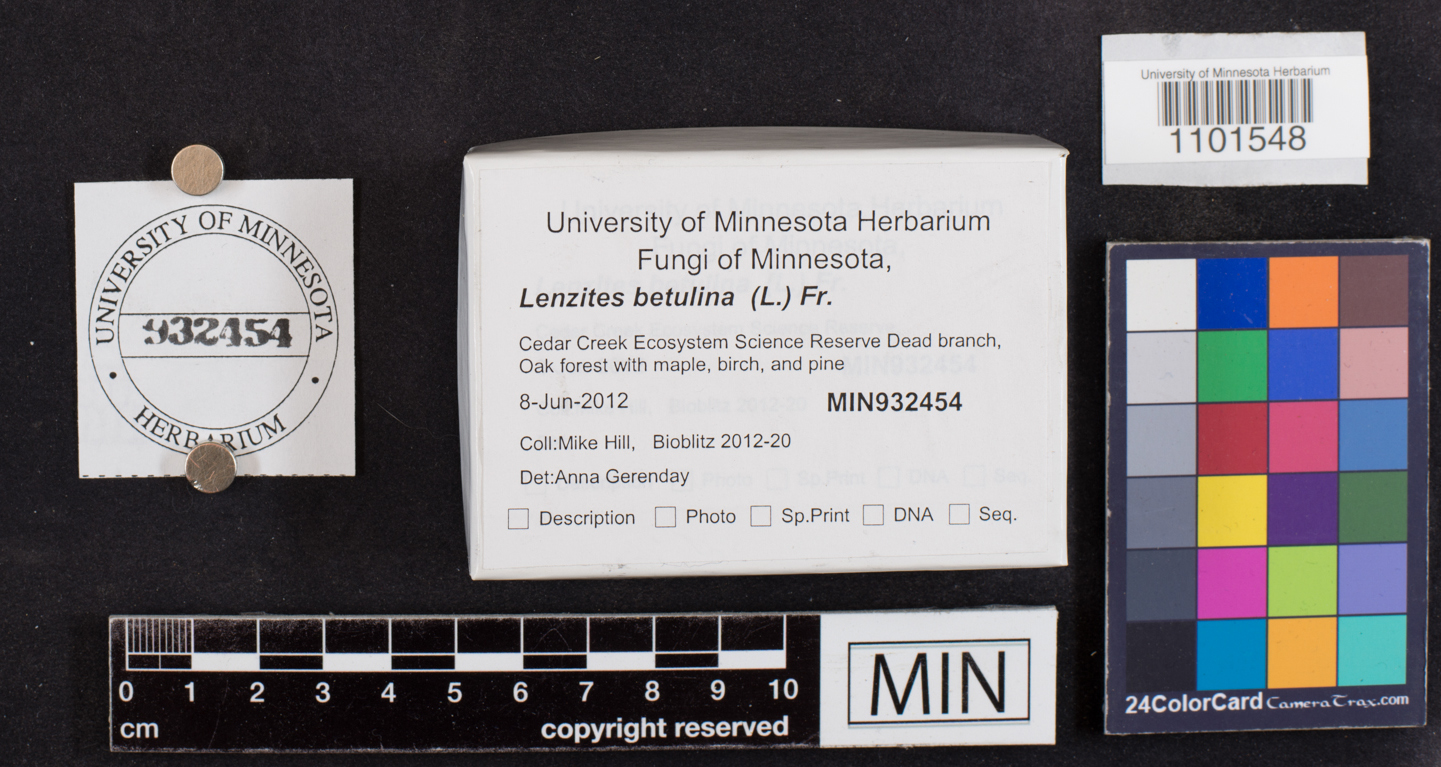 University of Minnesota Herbarium
1101548
UNIVERSITY OF MINNESOTA
932454
HERBARIUM
University of Minnesota Herbarium
Fungi of Minnesota,
Lenzites betulina (L.) Fr.
Cedar Creek Ecosystem Science Reserve Dead branch,
Oak forest with maple, birch, and pine
8-Jun-2012 MIN932454
Coll:Mike Hill, Bioblitz 2012-20
Det:Anna Gerenday
Description Photo Sp.Print DNA Seq.
0 1 2 3 4 5 6 7 8 9 10
cm copyright reserved
MIN
24ColorCard CameraTrax.com